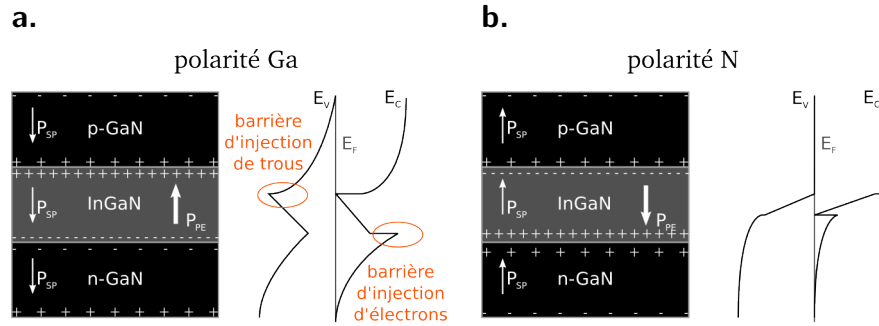 a.
polarité Ga
P_SP p-GaN
+ + + + + + + + + +
+++++++++++++++++
P_SP InGaN P_PE
P_SP n-GaN
+ + + + + + + + + +
E_V E_C
barrière
d'injection
de trous
E_F
barrière
d'injection
d'électrons
b.
polarité N
P_SP p-GaN
+ + + + + + + + + +
P_SP InGaN P_PE
+++++++++++++++++
+ + + + + + + + + +
P_SP n-GaN
E_V E_C
E_F